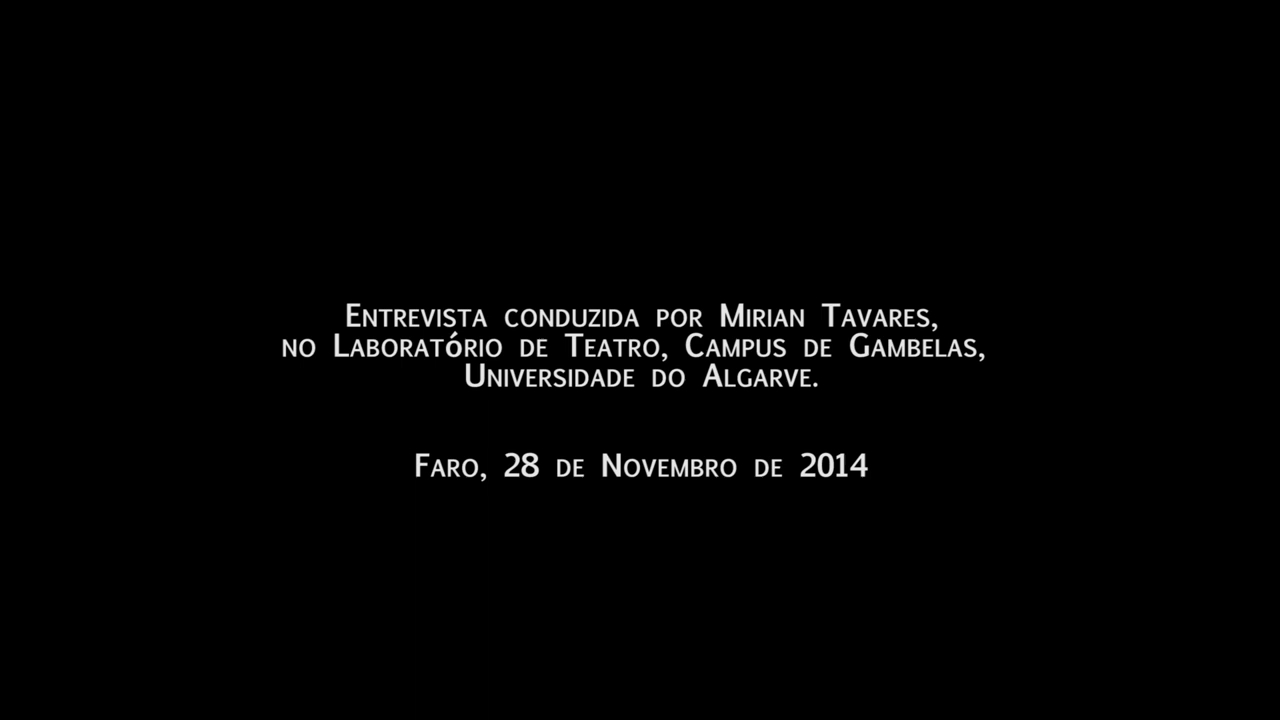 Entrevista conduzida por Mirian Tavares,
no Laboratório de Teatro, Campus de Gambelas,
Universidade do Algarve.
Faro, 28 de Novembro de 2014